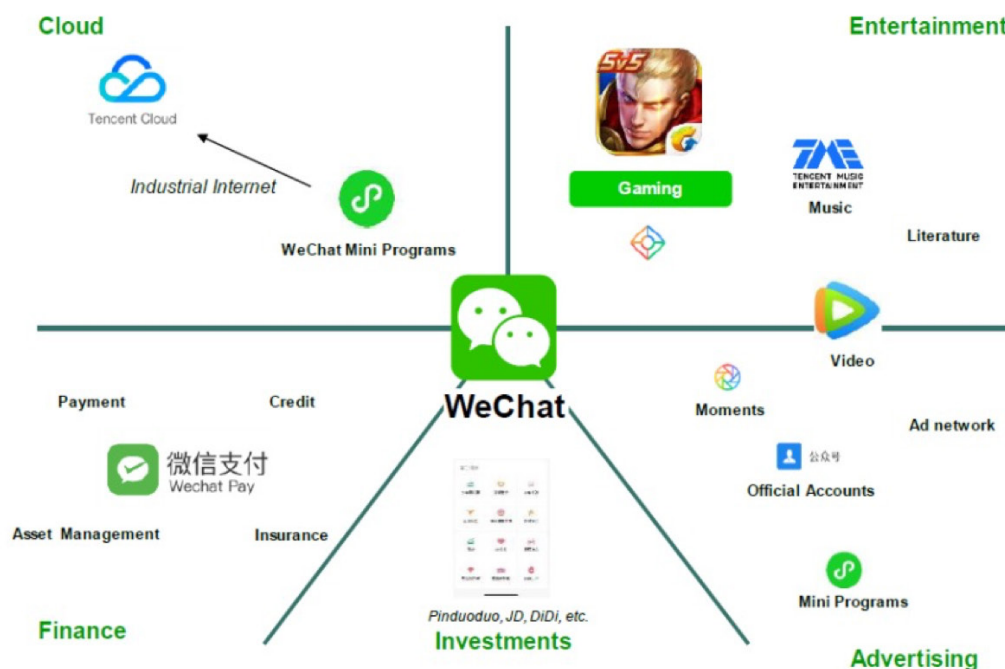 Cloud
Tencent Cloud
Industrial Internet
WeChat Mini Programs
Entertainment
5v5
Gaming
TENCENT MUSIC
ENTERTAINMENT
Music
Literature
Video
WeChat
Payment
Credit
微信支付
Wechat Pay
Asset Management
Insurance
Finance
Pinduoduo, JD, DiDi, etc.
Investments
Moments
Ad network
公众号
Official Accounts
Mini Programs
Advertising